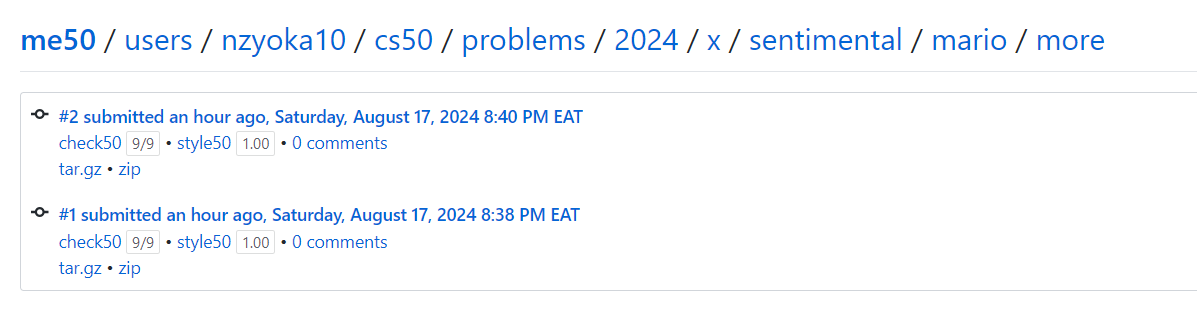 me50 / users / nzyoka10 / cs50 / problems / 2024 / x / sentimental / mario / more
#2 submitted an hour ago, Saturday, August 17, 2024 8:40 PM EAT
check50 9/9 • style50 1.00 • 0 comments
tar.gz • zip
#1 submitted an hour ago, Saturday, August 17, 2024 8:38 PM EAT
check50 9/9 • style50 1.00 • 0 comments
tar.gz • zip